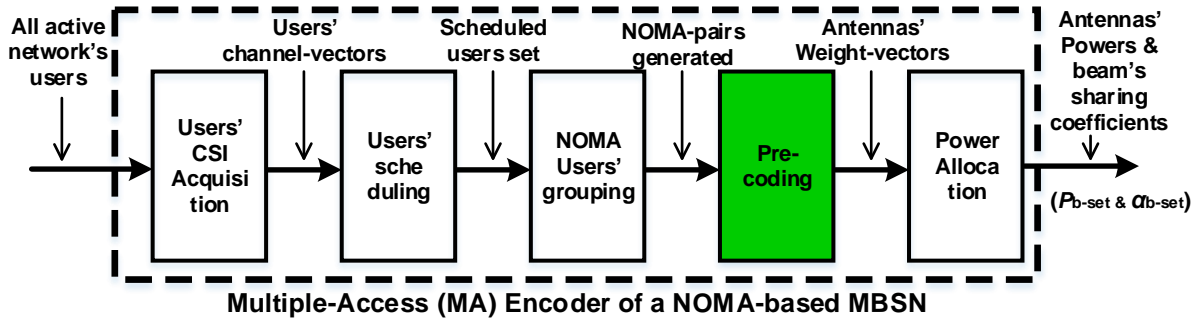 All active
network's
users
Users'
channel-vectors
Scheduled
users set
NOMA-pairs
generated
Antennas'
Weight-vectors
Antennas'
Powers &
beam's
sharing
coefficients
Users'
CSI
Acquisi
tion
Users'
sche
duling
NOMA
Users'
grouping
Pre-
coding
Power
Alloca
tion
(Pb-set & αb-set)
Multiple-Access (MA) Encoder of a NOMA-based MBSN